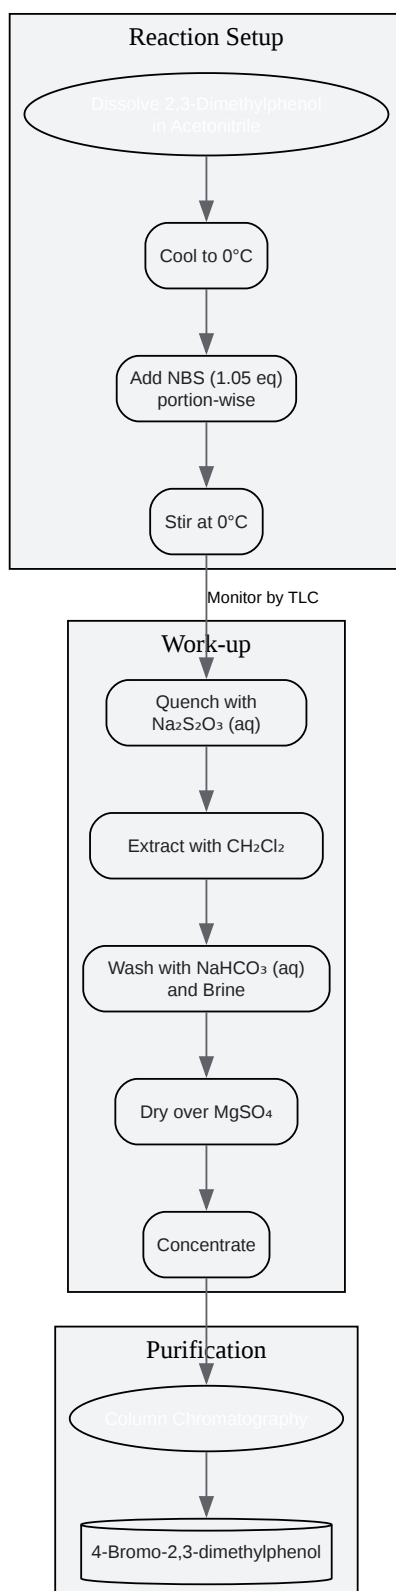 Reaction Setup
Dissolve 2,3-Dimethylphenol
in Acetonitrile
Cool to 0°C
Add NBS (1.05 eq)
portion-wise
Stir at 0°C
Monitor by TLC
Work-up
Quench with
Na₂S₂O₃ (aq)
Extract with CH₂Cl₂
Wash with NaHCO₃ (aq)
and Brine
Dry over MgSO₄
Concentrate
Purification
Column Chromatography
4-Bromo-2,3-dimethylphenol